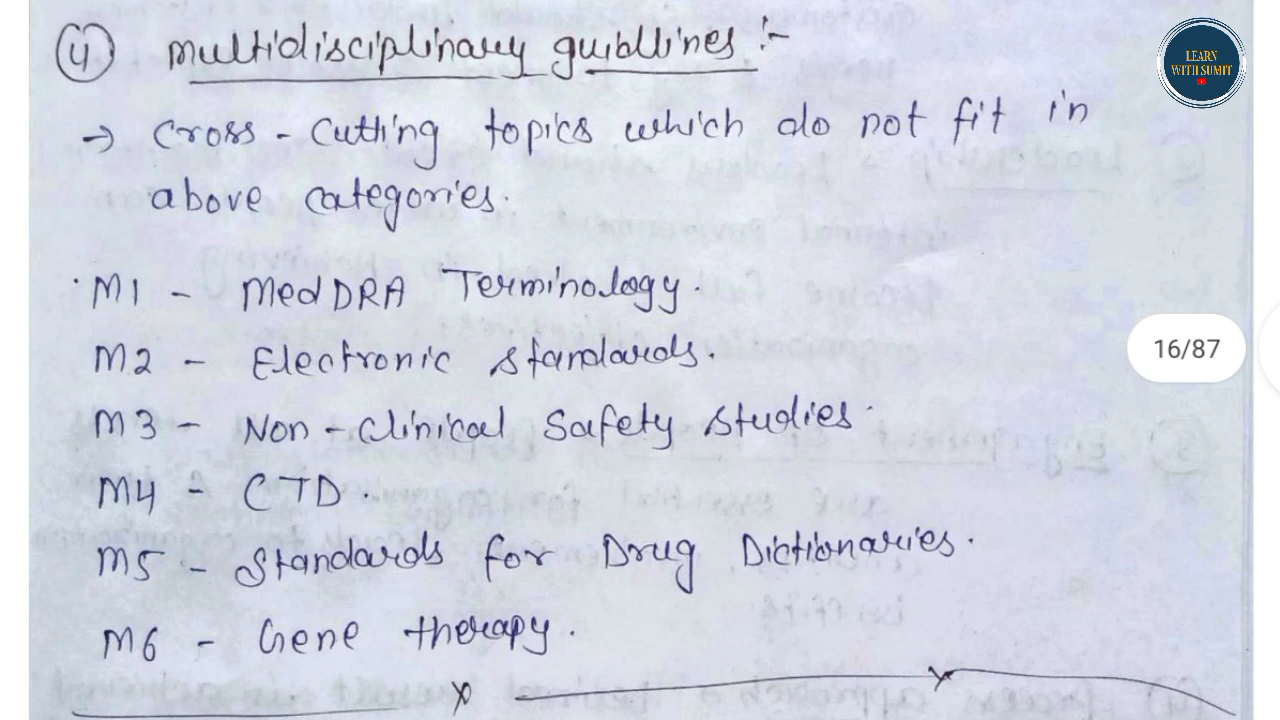 ④ Multidisciplinary guidllines :-
→ Cross - Cutting topics which do not fit in
above categories.
M1 - MedDRA Terminology.
M2 - Electronic Standards.
M3 - Non - Clinical Safety Studies.
M4 - CTD.
M5 - Standards for Drug Dictionaries.
M6 - Gene therapy.
LEARN
WITH SUMIT
16/87